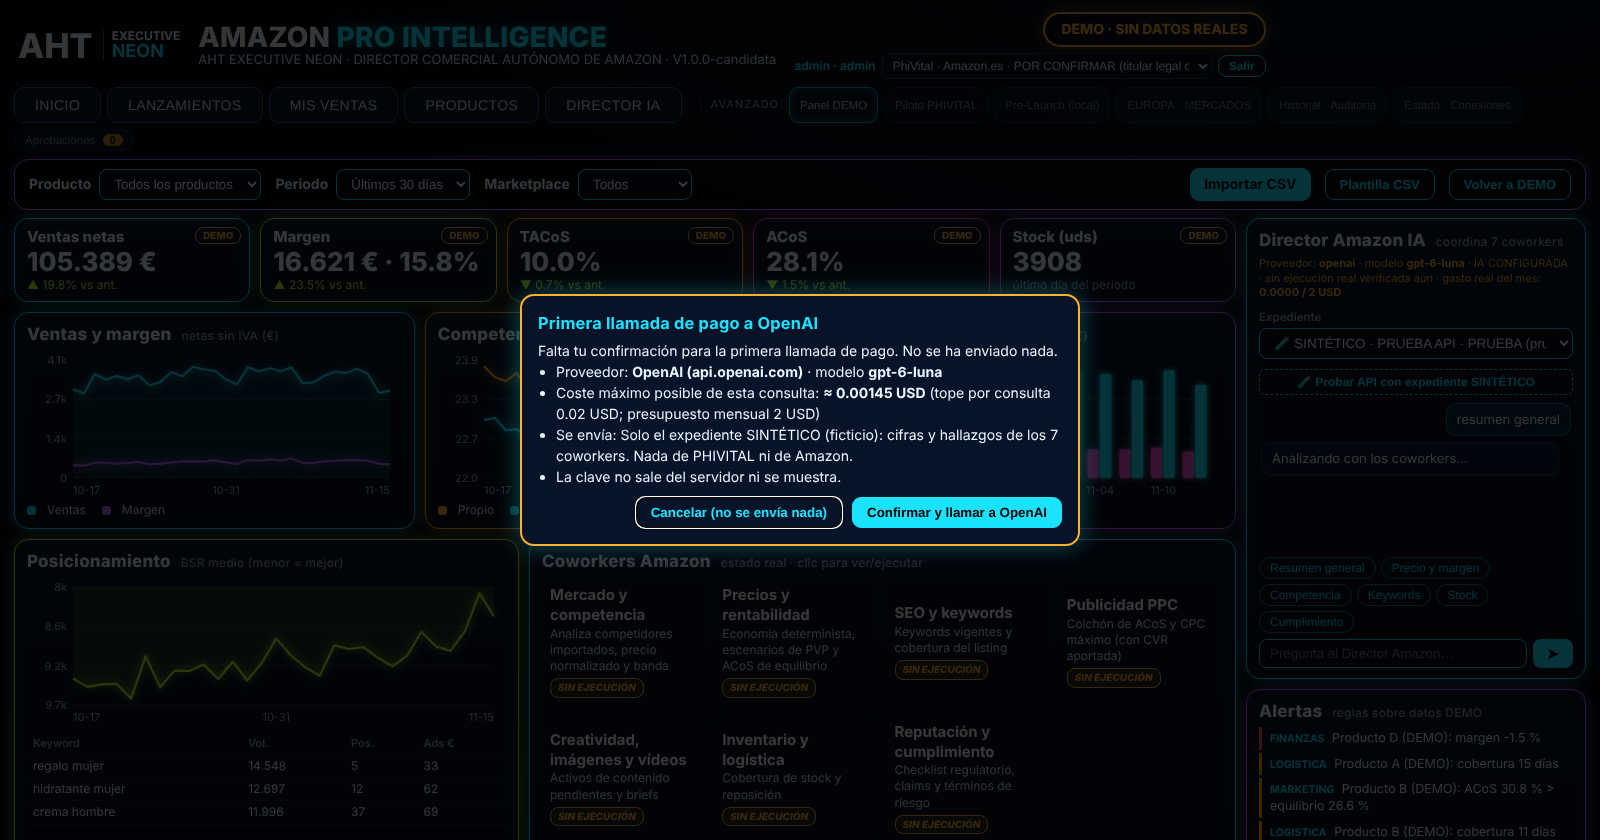 AHT
EXECUTIVE
NEON
AMAZON PRO INTELLIGENCE
AHT EXECUTIVE NEON · DIRECTOR COMERCIAL AUTÓNOMO DE AMAZON · V1.0.0-candidata
DEMO · SIN DATOS REALES
admin · admin
PhiVital · Amazon.es · POR CONFIRMAR (titular legal c
Salir
INICIO
LANZAMIENTOS
MIS VENTAS
PRODUCTOS
DIRECTOR IA
AVANZADO
Panel DEMO
Piloto PHIVITAL
Pre-Launch (local)
EUROPA · MERCADOS
Historial · Auditoría
Estado · Conexiones
Aprobaciones 0
Producto
Todos los productos
Periodo
Últimos 30 días
Marketplace
Todos
Importar CSV
Plantilla CSV
Volver a DEMO
Ventas netas DEMO
105.389 €
▲ 19.8% vs ant.
Margen DEMO
16.621 € · 15.8%
▲ 23.5% vs ant.
TACoS DEMO
10.0%
▼ 0.7% vs ant.
ACoS DEMO
28.1%
▼ 1.5% vs ant.
Stock (uds) DEMO
3908
último día del periodo
Ventas y margen netas sin IVA (€)
4.1k
2.7k
1.4k
0
10-17 10-31 11-15
Ventas Margen
Competen
€)
23.9
23.3
22.7
22.0
10-17
11-04 11-10
Propio
Primera llamada de pago a OpenAI
Falta tu confirmación para la primera llamada de pago. No se ha enviado nada.
• Proveedor: OpenAI (api.openai.com) · modelo gpt-6-luna
• Coste máximo posible de esta consulta: ≈ 0.00145 USD (tope por consulta
0.02 USD; presupuesto mensual 2 USD)
• Se envía: Solo el expediente SINTÉTICO (ficticio): cifras y hallazgos de los 7
coworkers. Nada de PHIVITAL ni de Amazon.
• La clave no sale del servidor ni se muestra.
Cancelar (no se envía nada)
Confirmar y llamar a OpenAI
Director Amazon IA coordina 7 coworkers
Proveedor: openai · modelo gpt-6-luna · IA CONFIGURADA
· sin ejecución real verificada aún · gasto real del mes:
0.0000 / 2 USD
Expediente
SINTÉTICO · PRUEBA API · PRUEBA (pru
Probar API con expediente SINTÉTICO
resumen general
Analizando con los coworkers...
Resumen general
Precio y margen
Competencia
Keywords
Stock
Cumplimiento
Pregunta al Director Amazon...
Posicionamiento BSR medio (menor = mejor)
8k
8.6k
9.2k
9.7k
10-17 10-31 11-15
Keyword Vol. Pos. Ads €
regalo mujer 14.548 5 33
hidratante mujer 12.697 12 62
crema hombre 11.996 37 69
Coworkers Amazon estado real · clic para ver/ejecutar
Mercado y
competencia
Analiza competidores
importados, precio
normalizado y banda
SIN EJECUCIÓN
Precios y
rentabilidad
Economía determinista,
escenarios de PVP y
ACoS de equilibrio
SIN EJECUCIÓN
SEO y keywords
Keywords vigentes y
cobertura del listing
SIN EJECUCIÓN
Publicidad PPC
Colchón de ACoS y CPC
máximo (con CVR
aportada)
SIN EJECUCIÓN
Creatividad,
imágenes y vídeos
Activos de contenido
pendientes y briefs
SIN EJECUCIÓN
Inventario y
logística
Cobertura de stock y
reposición
SIN EJECUCIÓN
Reputación y
cumplimiento
Checklist regulatorio,
claims y términos de
riesgo
SIN EJECUCIÓN
Alertas reglas sobre datos DEMO
FINANZAS Producto D (DEMO): margen -1.5 %
LOGISTICA Producto A (DEMO): cobertura 15 días
MARKETING Producto B (DEMO): ACoS 30.8 % >
equilibrio 26.6 %
LOGISTICA Producto B (DEMO): cobertura 11 días